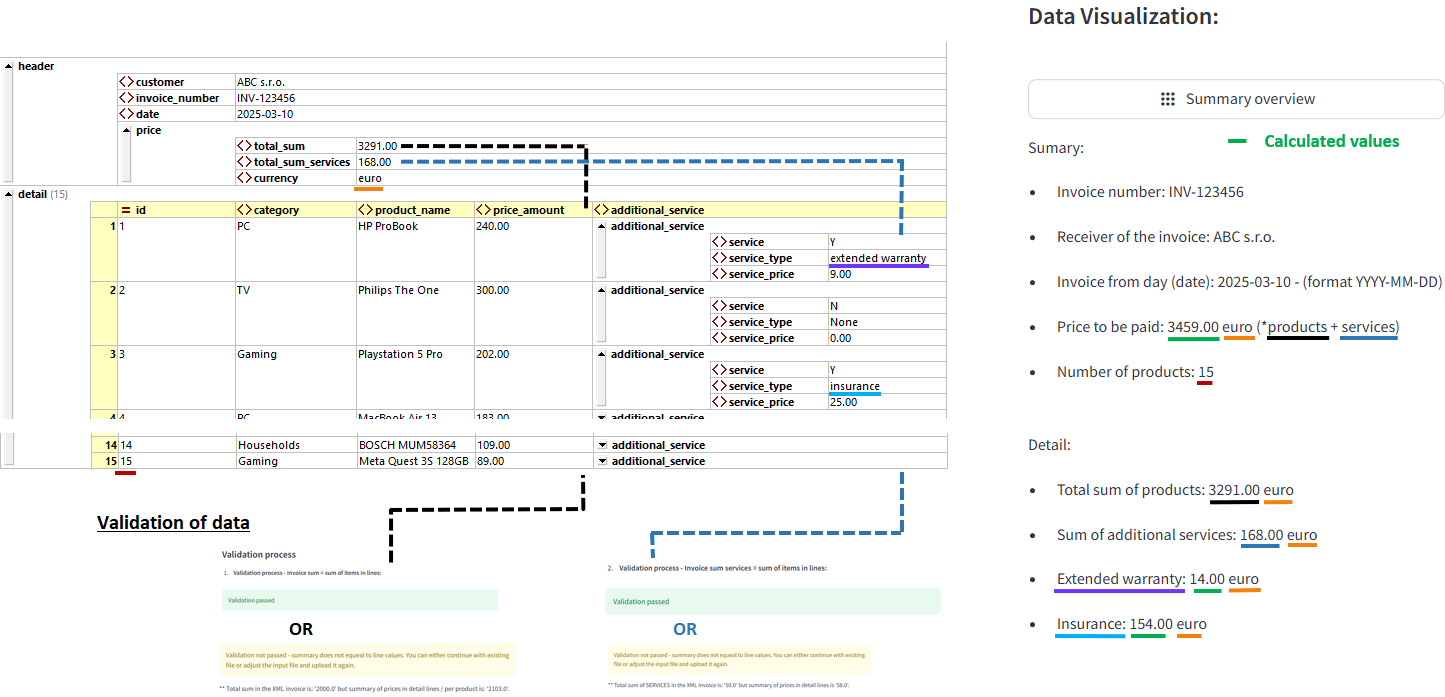 Data Visualization:
header
customer ABC s.r.o.
invoice_number INV-123456
date 2025-03-10
price
total_sum 3291.00
total_sum_services 168.00
currency euro
detail (15)
= id category product_name price_amount additional_service
1 1 PC HP ProBook 240.00 additional_service
service Y
service_type extended warranty
service_price 9.00
2 2 TV Philips The One 300.00 additional_service
service N
service_type None
service_price 0.00
3 3 Gaming Playstation 5 Pro 202.00 additional_service
service Y
service_type insurance
service_price 25.00
4 4 PC MacBook Air 13 183.00 additional_service
14 14 Households BOSCH MUM58364 109.00 additional_service
15 15 Gaming Meta Quest 3S 128GB 89.00 additional_service
Validation of data
Validation process
1. Validation process - Invoice sum = sum of items in lines:
Validation passed
OR
Validation not passed - summary does not equeal to line values. You can either continue with existing
file or adjust the input file and upload it again.
** Total sum in the XML invoice is: '2000.0' but summary of prices in detail lines / per product is: '2103.0'.
2. Validation process - Invoice sum services = sum of items in lines:
Validation passed
OR
Validation not passed - summary does not equeal to line values. You can either continue with existing
file or adjust the input file and upload it again.
** Total sum of SERVICES in the XML invoice is: '50.0' but summary of prices in detail lines is: '58.0'.
Summary overview
Calculated values
Sumary:
• Invoice number: INV-123456
• Receiver of the invoice: ABC s.r.o.
• Invoice from day (date): 2025-03-10 - (format YYYY-MM-DD)
• Price to be paid: 3459.00 euro (*products + services)
• Number of products: 15
Detail:
• Total sum of products: 3291.00 euro
• Sum of additional services: 168.00 euro
• Extended warranty: 14.00 euro
• Insurance: 154.00 euro